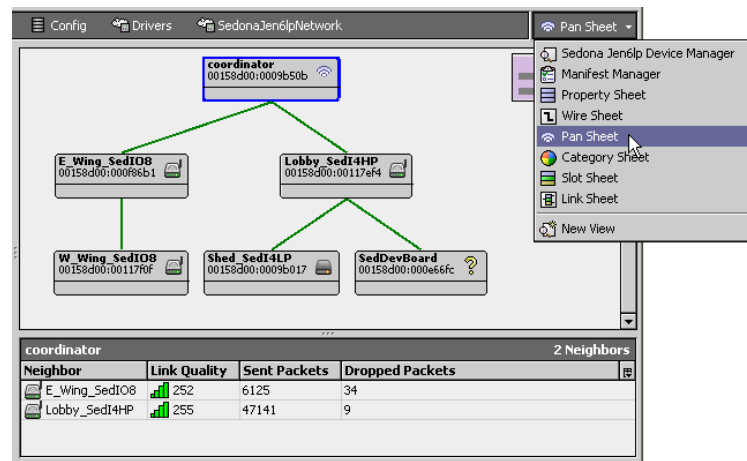 Config Drivers SedonaJen6lpNetwork Pan Sheet
coordinator
00158d00:0009b50b
E_Wing_SedIO8
00158d00:000f86b1
Lobby_SedI4HP
00158d00:00117ef4
W_Wing_SedIO8
00158d00:00117f0f
Shed_SedI4LP
00158d00:0009b017
SedDevBoard
00158d00:000e66fc
?
Sedona Jen6lp Device Manager
Manifest Manager
Property Sheet
Wire Sheet
Pan Sheet
Category Sheet
Slot Sheet
Link Sheet
New View
coordinator 2 Neighbors
Neighbor Link Quality Sent Packets Dropped Packets
E_Wing_SedIO8 252 6125 34
Lobby_SedI4HP 255 47141 9